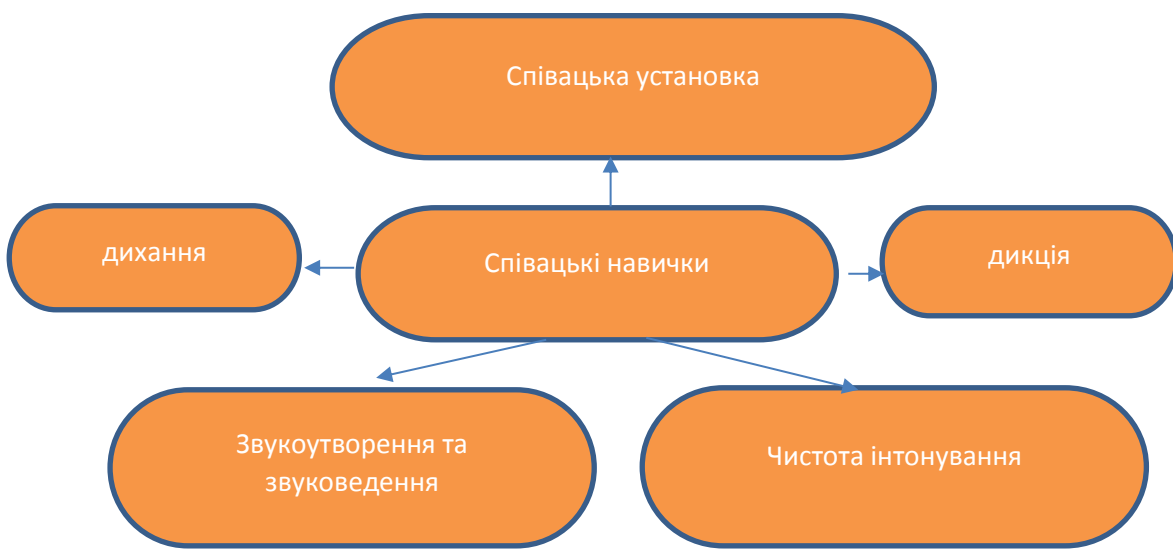 Співацька установка
дихання
Співацькі навички
дикція
Звукоутворення та
звуковедення
Чистота інтонування